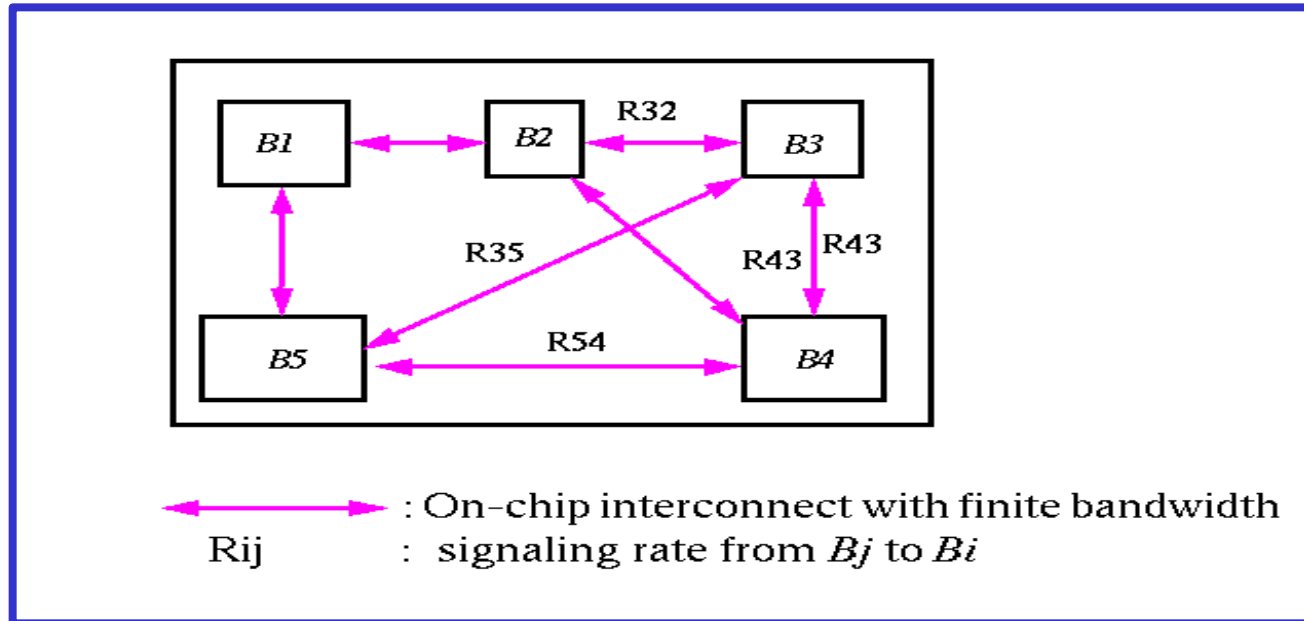 R32
B1
B2
B3
R35
R43
R43
R54
B5
B4
: On-chip interconnect with finite bandwidth
Rij : signaling rate from Bj to Bi